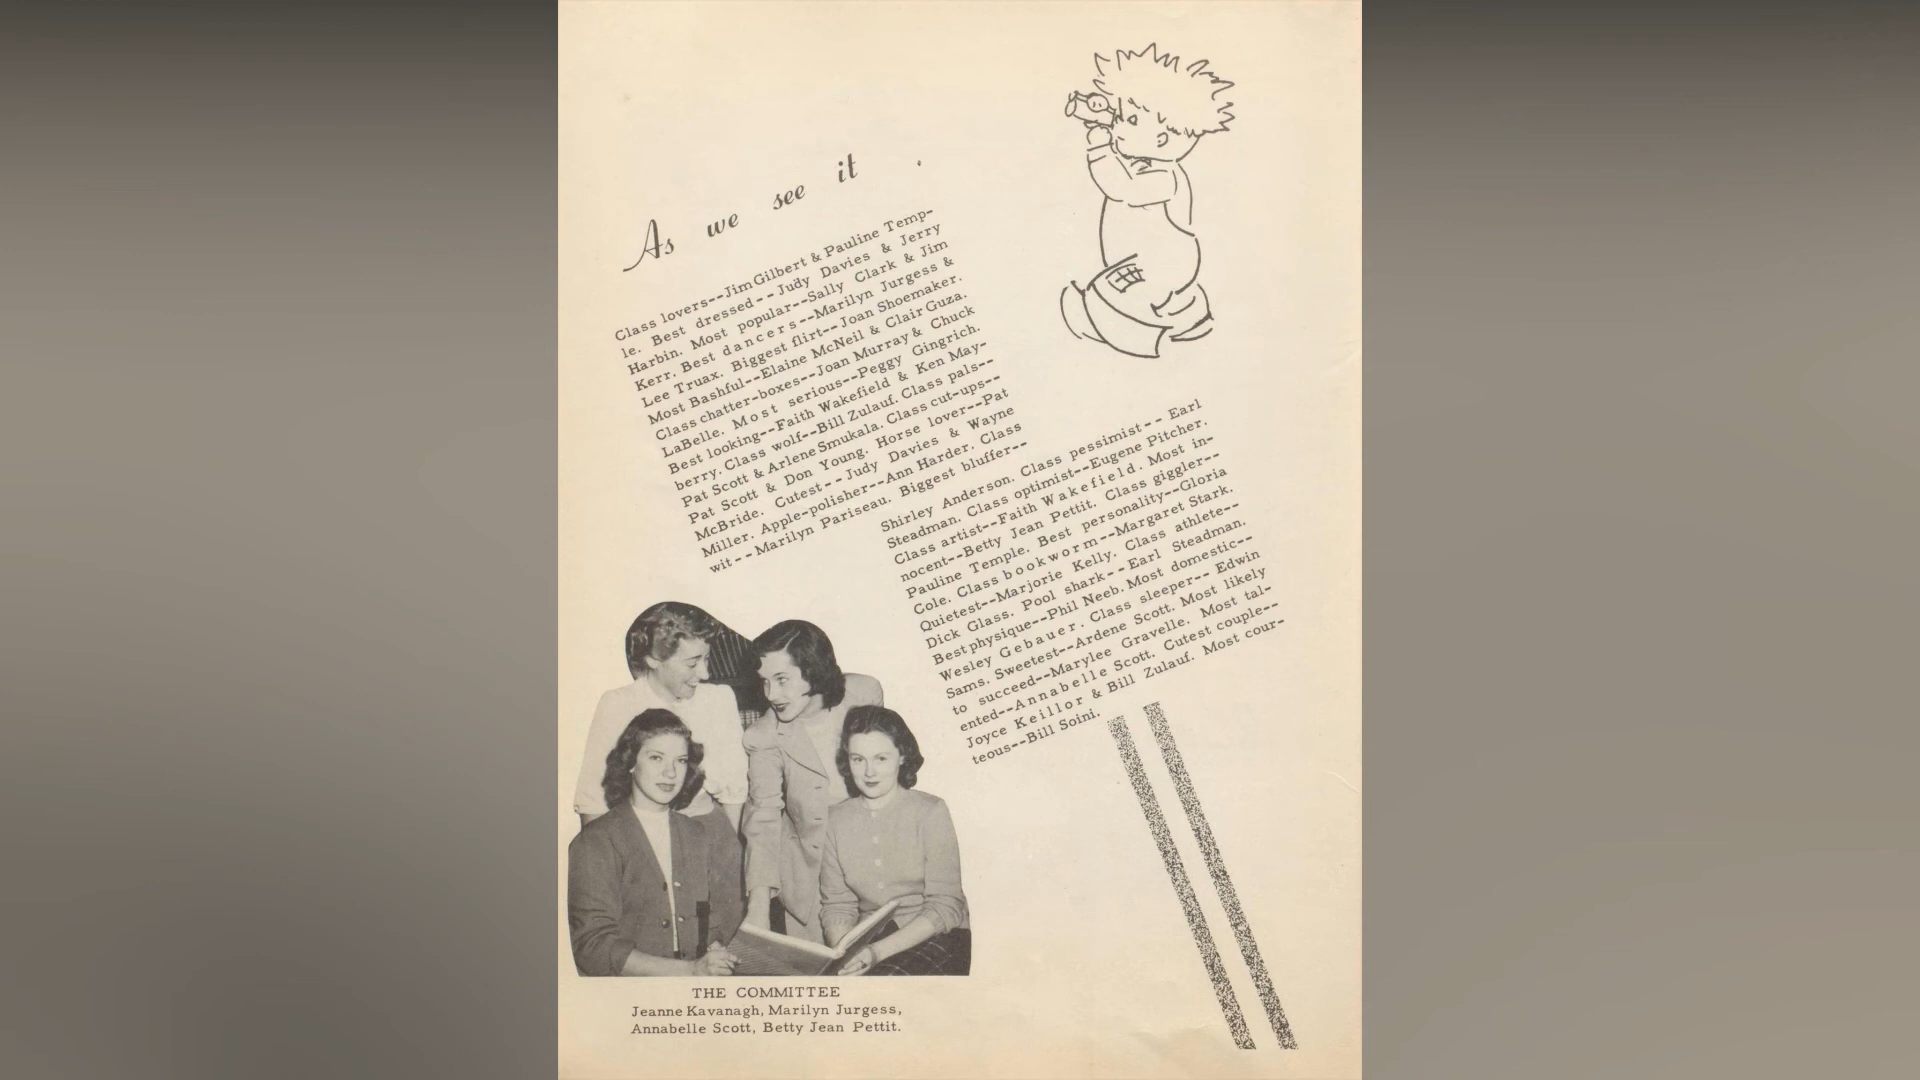 As we see it .
Class lovers--Jim Gilbert & Pauline Temp-
le. Best dressed--Judy Davies & Jerry
Harbin. Most popular--Sally Clark & Jim
Kerr. Best dancers--Marilyn Jurgess &
Lee Truax. Biggest flirt--Joan Shoemaker.
Most Bashful--Elaine McNeil & Clair Guza.
Class chatter-boxes--Joan Murray & Chuck
LaBelle. Most serious--Peggy Gingrich.
Best looking--Faith Wakefield & Ken May-
berry. Class wolf--Bill Zulauf. Class pals--
Pat Scott & Arlene Smukala. Class cut-ups--
Pat Scott & Don Young. Horse lover--Pat
McBride. Cutest--Judy Davies & Wayne
Miller. Apple-polisher--Ann Harder. Class
wit--Marilyn Pariseau. Biggest bluffer--
Shirley Anderson. Class pessimist--Earl
Steadman. Class optimist--Eugene Pitcher.
Class artist--Faith Wakefield. Most in-
nocent--Betty Jean Pettit. Class giggler--
Pauline Temple. Best personality--Gloria
Cole. Class bookworm--Margaret Stark.
Quietest--Marjorie Kelly. Class athlete--
Dick Glass. Pool shark--Earl Steadman.
Best physique--Phil Neeb. Most domestic--
Wesley Gebauer. Class sleeper--Edwin
Sams. Sweetest--Ardene Scott. Most likely
to succeed--Marylee Gravelle. Most tal-
ented--Annabelle Scott. Cutest couple--
Joyce Keillor & Bill Zulauf. Most cour-
teous--Bill Soini.
THE COMMITTEE
Jeanne Kavanagh, Marilyn Jurgess,
Annabelle Scott, Betty Jean Pettit.